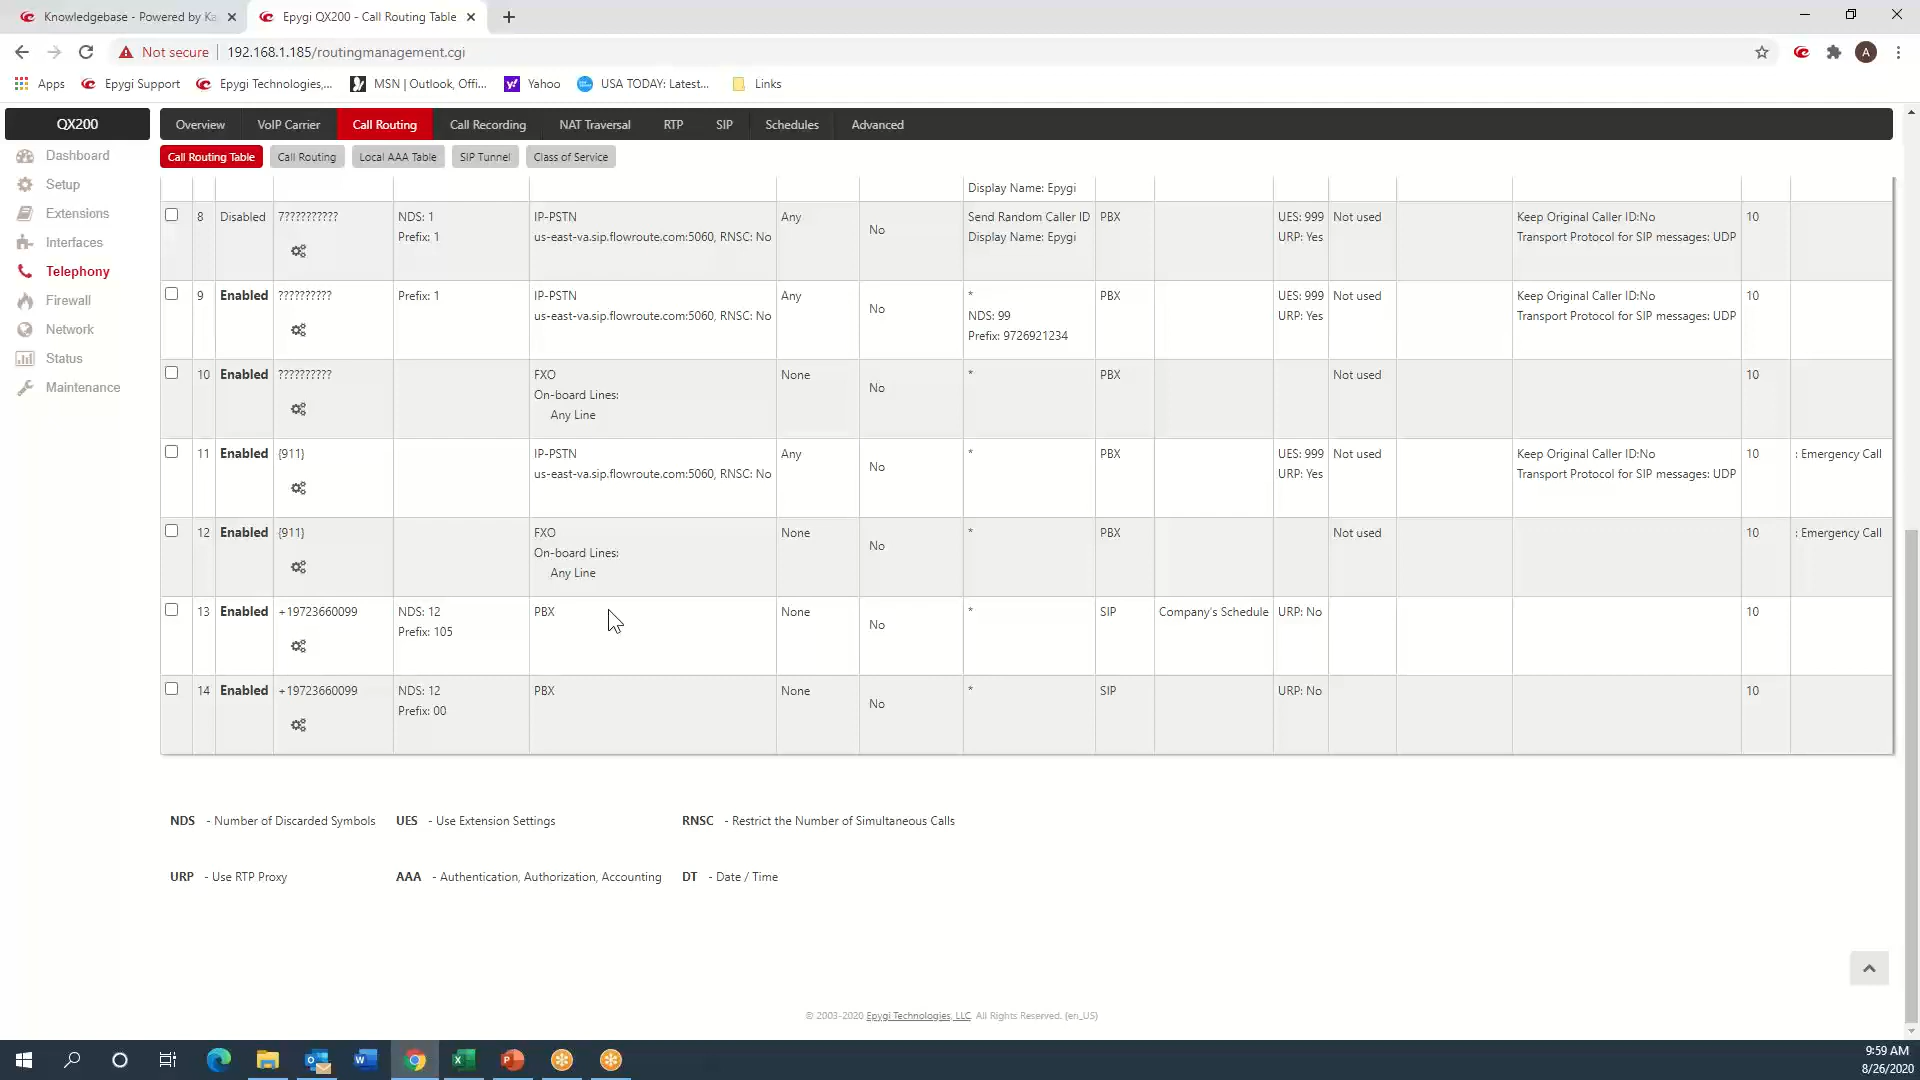 Knowledgebase - Powered by Ka
Epygi QX200 - Call Routing Table
Not secure
192.168.1.185/routingmanagement.cgi
A
Apps
Epygi Support
Epygi Technologies,...
MSN | Outlook, Offi...
Yahoo
USA TODAY: Latest...
Links
QX200
Overview
VoIP Carrier
Call Routing
Call Recording
NAT Traversal
RTP
SIP
Schedules
Advanced
Dashboard
Setup
Extensions
Interfaces
Telephony
Firewall
Network
Status
Maintenance
Call Routing Table
Call Routing
Local AAA Table
SIP Tunnel
Class of Service
Display Name: Epygi
8 Disabled 7?????????? NDS: 1 IP-PSTN Any No Send Random Caller ID PBX UES: 999 Not used Keep Original Caller ID:No 10
Prefix: 1 us-east-va.sip.flowroute.com:5060, RNSC: No Display Name: Epygi URP: Yes Transport Protocol for SIP messages: UDP
9 Enabled ?????????? Prefix: 1 IP-PSTN Any No * PBX UES: 999 Not used Keep Original Caller ID:No 10
us-east-va.sip.flowroute.com:5060, RNSC: No NDS: 99 URP: Yes Transport Protocol for SIP messages: UDP
Prefix: 9726921234
10 Enabled ?????????? FXO None No * PBX Not used 10
On-board Lines:
Any Line
11 Enabled {911} IP-PSTN Any No * PBX UES: 999 Not used Keep Original Caller ID:No 10 : Emergency Call
us-east-va.sip.flowroute.com:5060, RNSC: No URP: Yes Transport Protocol for SIP messages: UDP
12 Enabled {911} FXO None No * PBX Not used 10 : Emergency Call
On-board Lines:
Any Line
13 Enabled +19723660099 NDS: 12 PBX None No * SIP Company's Schedule URP: No 10
Prefix: 105
14 Enabled +19723660099 NDS: 12 PBX None No * SIP URP: No 10
Prefix: 00
NDS - Number of Discarded Symbols UES - Use Extension Settings RNSC - Restrict the Number of Simultaneous Calls
URP - Use RTP Proxy AAA - Authentication, Authorization, Accounting DT - Date / Time
© 2003-2020 Epygi Technologies, LLC. All Rights Reserved. (en_US)
9:59 AM
8/26/2020